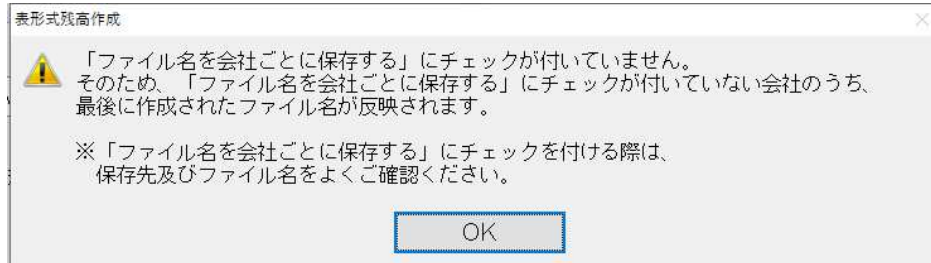 表形式残高作成
「ファイル名を会社ごとに保存する」にチェックが付いていません。
そのため、「ファイル名を会社ごとに保存する」にチェックが付いていない会社のうち、
最後に作成されたファイル名が反映されます。
※「ファイル名を会社ごとに保存する」にチェックを付ける際は、
保存先及びファイル名をよくご確認ください。
OK